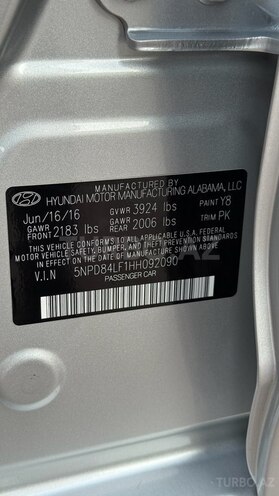 HYUNDAI MOTOR MANUFACTURING ALABAMA, LLC
Jun/16/16 GVWR 3924 lbs PAINT Y8
GAWR FRONT 2183 lbs GAWR REAR 2006 lbs TRIM PK
THIS VEHICLE CONFORMS TO ALL APPLICABLE U.S. FEDERAL MOTOR VEHICLE
SAFETY, BUMPER, AND THEFT PREVENTION STANDARDS
IN EFFECT ON THE DATE OF MANUFACTURE SHOWN ABOVE.
V.I.N 5NPD84LF1HH092090
PASSENGER CAR
TURBO.AZ